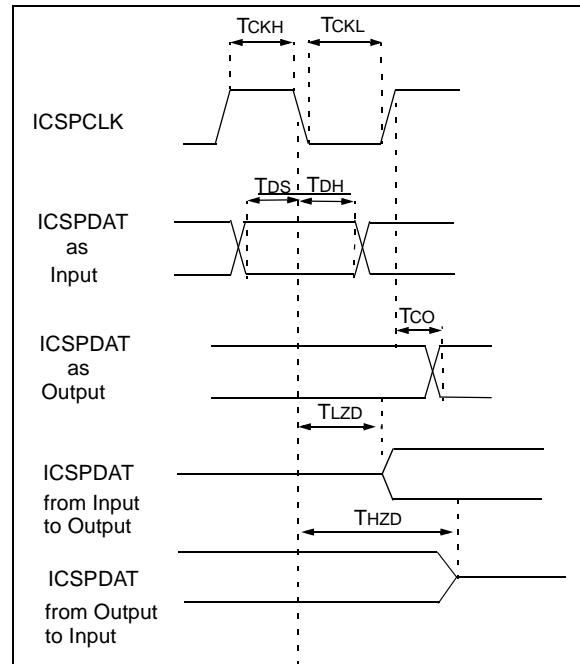 TCKH
TCKL
ICSPCLK
TDS
TDH
ICSPDAT
as
Input
TCO
ICSPDAT
as
Output
TLZD
ICSPDAT
from Input
to Output
THZD
ICSPDAT
from Output
to Input